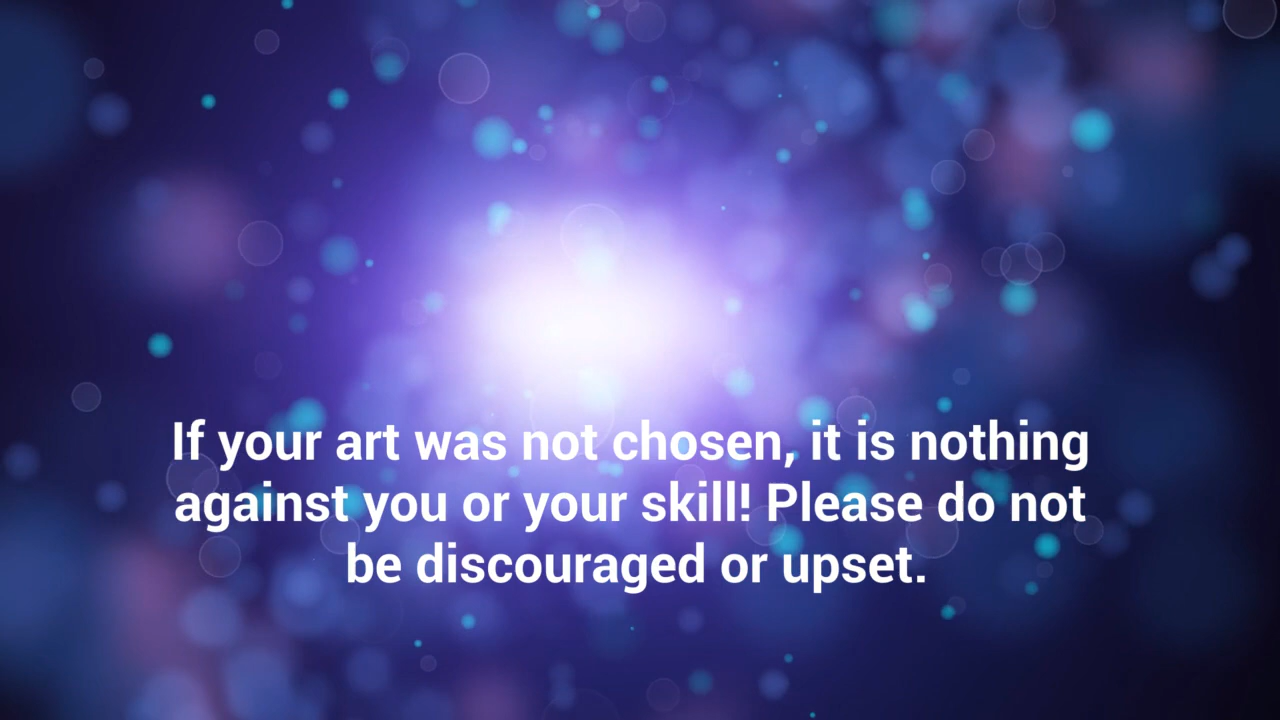 If your art was not chosen, it is nothing
against you or your skill! Please do not
be discouraged or upset.